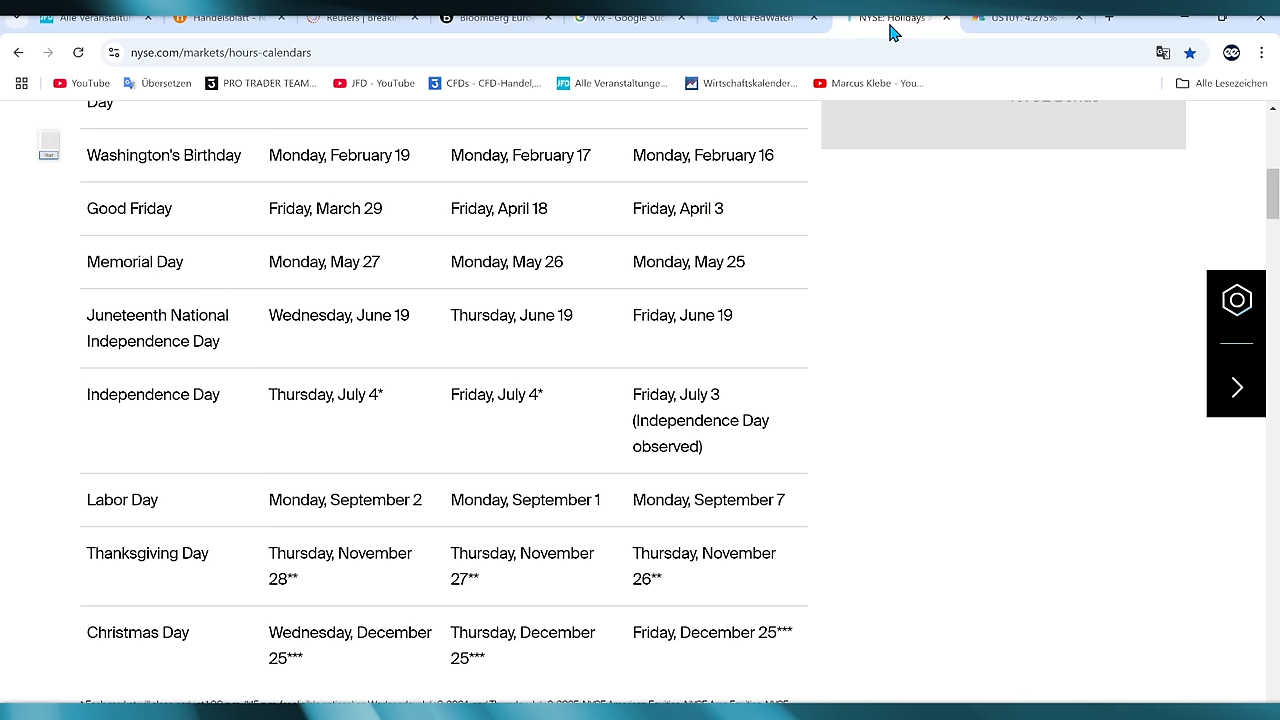 Alle Veranstaltu
Handelsblatt - N
Reuters | Breakin
Bloomberg Euro
vix - Google Suc
CME FedWatch
NYSE: Holidays a
US10Y: 4.275%
nyse.com/markets/hours-calendars
YouTube
Übersetzen
PRO TRADER TEAM...
JFD - YouTube
CFDs - CFD-Handel,...
Alle Veranstaltunge...
Wirtschaftskalender...
Marcus Klebe - You...
Alle Lesezeichen
Day
Washington's Birthday Monday, February 19 Monday, February 17 Monday, February 16
Good Friday Friday, March 29 Friday, April 18 Friday, April 3
Memorial Day Monday, May 27 Monday, May 26 Monday, May 25
Juneteenth National Wednesday, June 19 Thursday, June 19 Friday, June 19
Independence Day
Independence Day Thursday, July 4* Friday, July 4* Friday, July 3
(Independence Day
observed)
Labor Day Monday, September 2 Monday, September 1 Monday, September 7
Thanksgiving Day Thursday, November Thursday, November Thursday, November
28** 27** 26**
Christmas Day Wednesday, December Thursday, December Friday, December 25***
25*** 25***